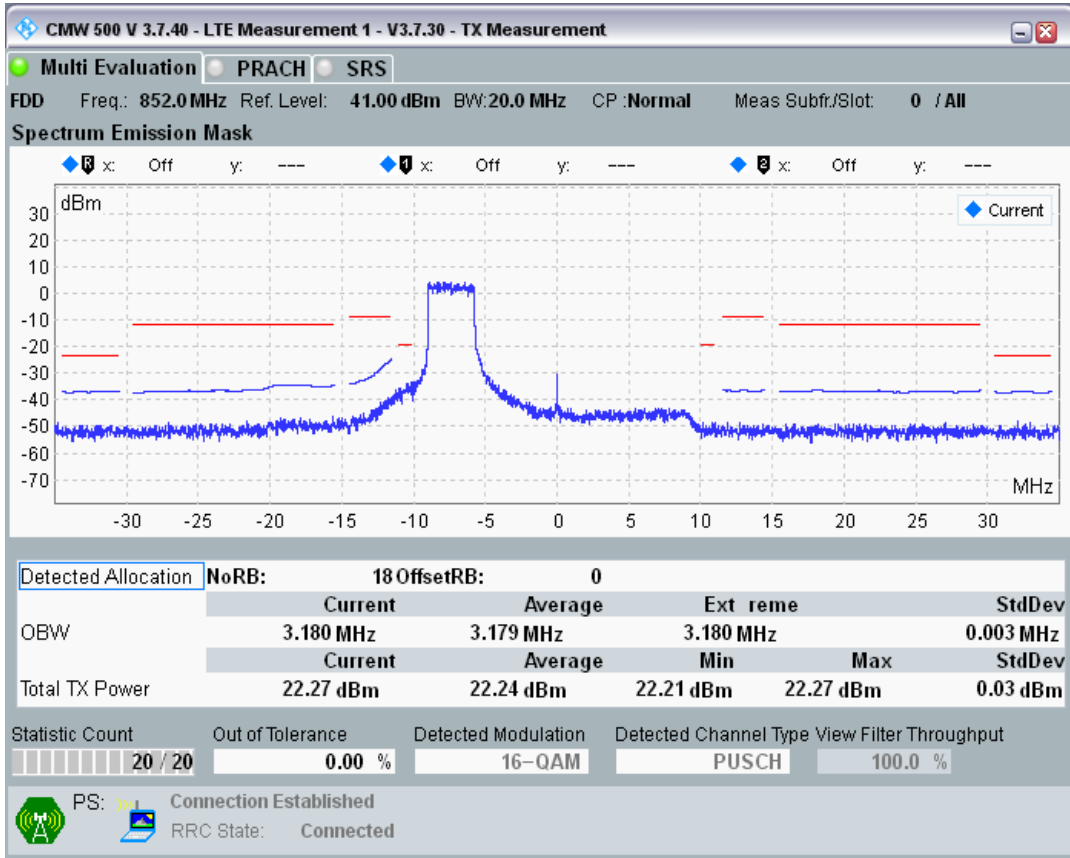 CMW 500 V 3.7.40 - LTE Measurement 1 - V3.7.30 - TX Measurement
Multi Evaluation PRACH SRS
FDD Freq.: 852.0 MHz Ref. Level: 41.00 dBm BW: 20.0 MHz CP :Normal Meas Subfr./Slot: 0 / All
Spectrum Emission Mask
R x: Off y: --- 1 x: Off y: --- 2 x: Off y: ---
dBm
Current
30
20
10
0
-10
-20
-30
-40
-50
-60
-70
MHz
-30 -25 -20 -15 -10 -5 0 5 10 15 20 25 30
Detected Allocation NoRB: 18 OffsetRB: 0
Current Average Ext reme StdDev
OBW 3.180 MHz 3.179 MHz 3.180 MHz 0.003 MHz
Current Average Min Max StdDev
Total TX Power 22.27 dBm 22.24 dBm 22.21 dBm 22.27 dBm 0.03 dBm
Statistic Count Out of Tolerance Detected Modulation Detected Channel Type View Filter Throughput
20 / 20 0.00 % 16-QAM PUSCH 100.0 %
PS: Connection Established
RRC State: Connected